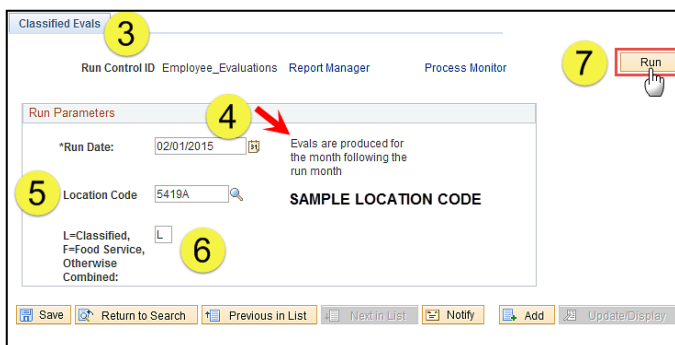 Classified Evals
3
Run Control ID Employee_Evaluations Report Manager Process Monitor
7
Run
Run Parameters
4
*Run Date: 02/01/2015 31
Evals are produced for
the month following the
run month
5
Location Code 5419A
SAMPLE LOCATION CODE
L=Classified,
F=Food Service,
Otherwise
Combined:
L
6
Save Return to Search Previous in List Next in List Notify Add Update/Display